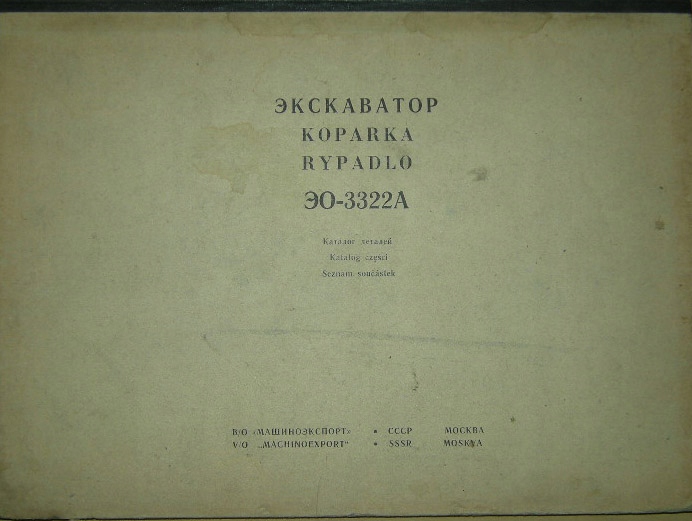 ЭКСКАВАТОР
KOPARKA
RYPADLO
ЭО-3322А
Каталог деталей
Katalog części
Seznam součástek
В/О «МАШИНОЭКСПОРТ» • СССР МОСКВА
V/O „MACHINOEXPORT“ • SSSR MOSKVA